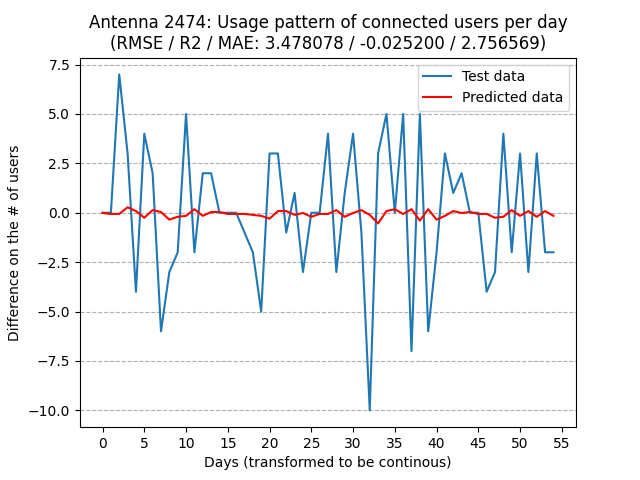 Antenna 2474: Usage pattern of connected users per day
(RMSE / R2 / MAE: 3.478078 / -0.025200 / 2.756569)
Test data
Predicted data
7.5
5.0
2.5
0.0
−2.5
−5.0
−7.5
−10.0
Difference on the # of users
0 5 10 15 20 25 30 35 40 45 50 55
Days (transformed to be continous)